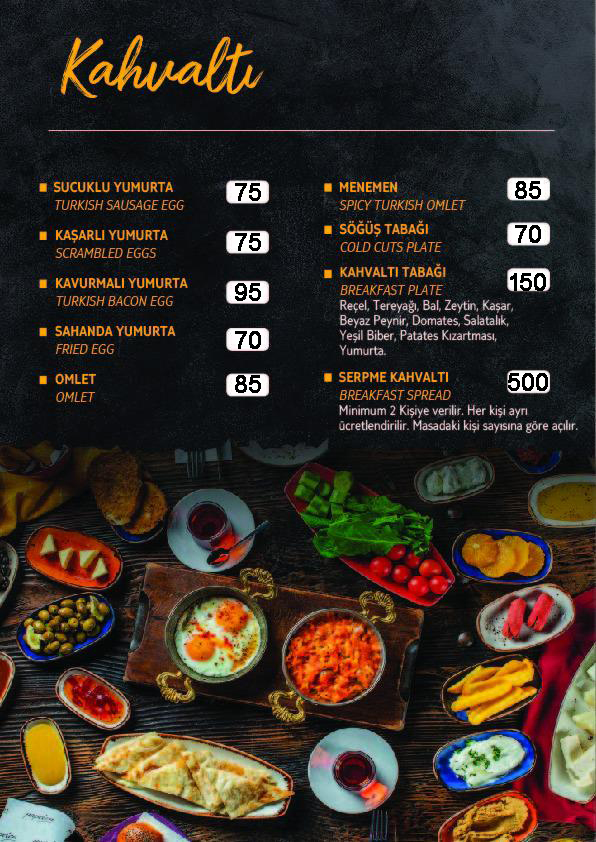 Kahvaltı
SUCUKLU YUMURTA 75
TURKISH SAUSAGE EGG
KAŞARLI YUMURTA 75
SCRAMBLED EGGS
KAVURMALI YUMURTA 95
TURKISH BACON EGG
SAHANDA YUMURTA 70
FRIED EGG
OMLET 85
OMLET
MENEMEN 85
SPICY TURKISH OMLET
SÖĞÜŞ TABAĞI 70
COLD CUTS PLATE
KAHVALTI TABAĞI 150
BREAKFAST PLATE
Reçel, Tereyağı, Bal, Zeytin, Kaşar,
Beyaz Peynir, Domates, Salatalık,
Yeşil Biber, Patates Kızartması,
Yumurta.
SERPME KAHVALTI 500
BREAKFAST SPREAD
Minimum 2 Kişiye verilir. Her kişi ayrı
ücretlendirilir. Masadaki kişi sayısına göre açılır.